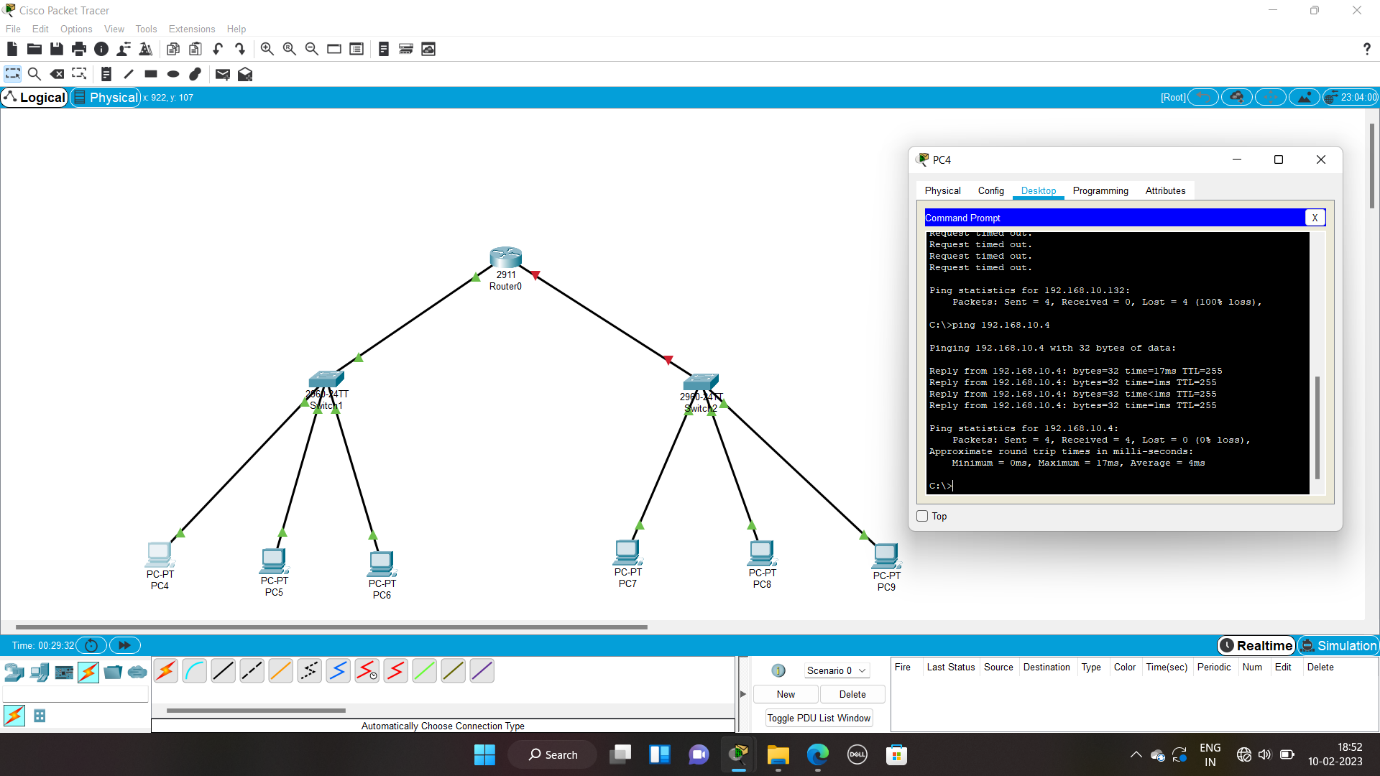 Cisco Packet Tracer
File Edit Options View Tools Extensions Help
Logical Physical x: 922, y: 107 [Root] 23:04:00
PC4
Physical Config Desktop Programming Attributes
Command Prompt X
Request timed out.
Request timed out.
Request timed out.
Request timed out.
Ping statistics for 192.168.10.132:
Packets: Sent = 4, Received = 0, Lost = 4 (100% loss),
C:\>ping 192.168.10.4
Pinging 192.168.10.4 with 32 bytes of data:
Reply from 192.168.10.4: bytes=32 time=17ms TTL=255
Reply from 192.168.10.4: bytes=32 time=1ms TTL=255
Reply from 192.168.10.4: bytes=32 time<1ms TTL=255
Reply from 192.168.10.4: bytes=32 time=1ms TTL=255
Ping statistics for 192.168.10.4:
Packets: Sent = 4, Received = 4, Lost = 0 (0% loss),
Approximate round trip times in milli-seconds:
Minimum = 0ms, Maximum = 17ms, Average = 4ms
C:\>
Top
2911
Router0
2960-24TT
Switch1
2960-24TT
Switch2
PC-PT
PC4
PC-PT
PC5
PC-PT
PC6
PC-PT
PC7
PC-PT
PC8
PC-PT
PC9
Time: 00:29:32 Realtime Simulation
Scenario 0
New Delete
Toggle PDU List Window
Fire Last Status Source Destination Type Color Time(sec) Periodic Num Edit Delete
Automatically Choose Connection Type
Search
DELL
ENG
IN
18:52
10-02-2023